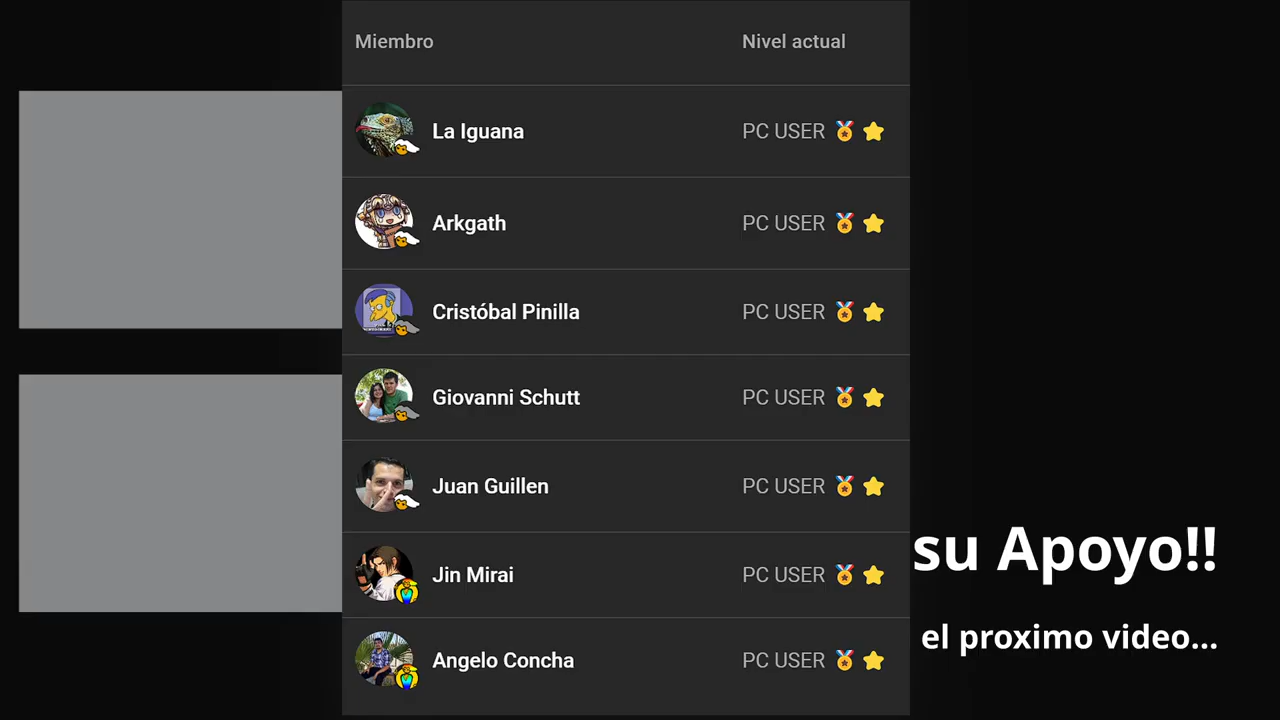 Miembro Nivel actual
La Iguana PC USER
Arkgath PC USER
Cristóbal Pinilla PC USER
Giovanni Schutt PC USER
Juan Guillen PC USER
Jin Mirai PC USER
Angelo Concha PC USER
su Apoyo!!
el proximo video...